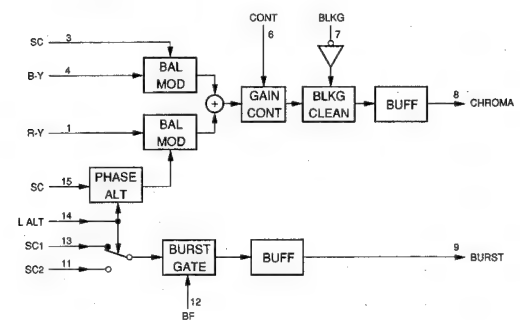 CONT
BLKG
6
7
SC 3
B-Y 4
BAL
MOD
GAIN
CONT
BLKG
CLEAN
BUFF
8 CHROMA
R-Y 1
BAL
MOD
SC 15
PHASE
ALT
L ALT 14
SC1 13
SC2 11
BURST
GATE
BUFF
9 BURST
12
BF